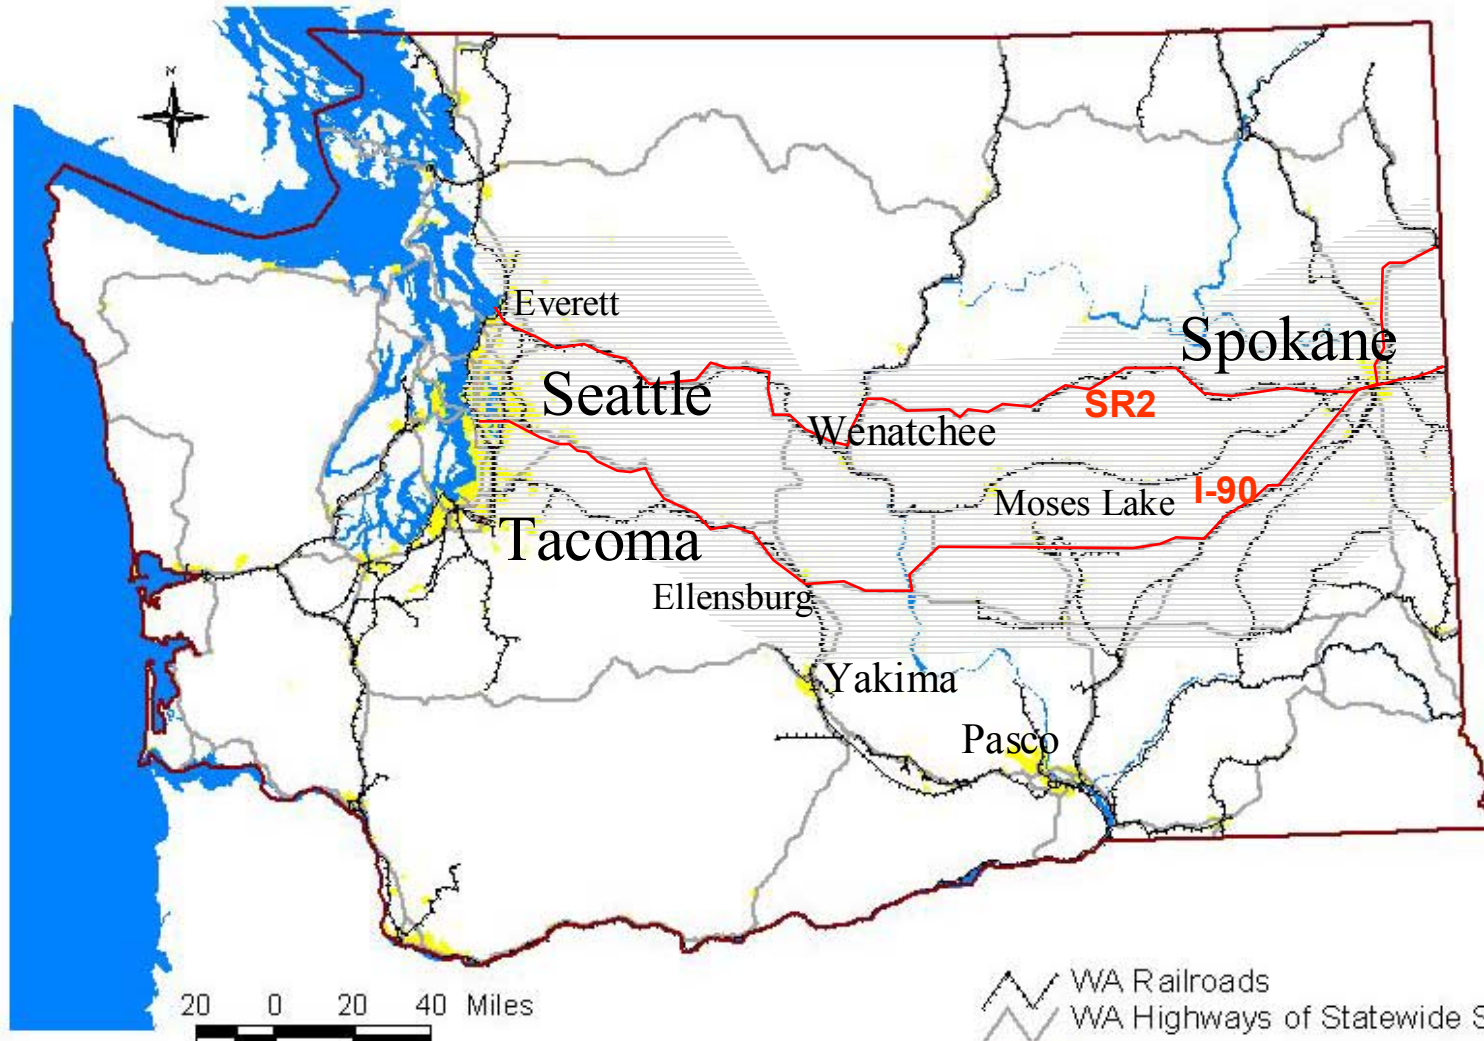 N
Everett
Spokane
Seattle
SR2
Wenatchee
I-90
Moses Lake
Tacoma
Ellensburg
Yakima
Pasco
20 0 20 40 Miles
WA Railroads
WA Highways of Statewide S